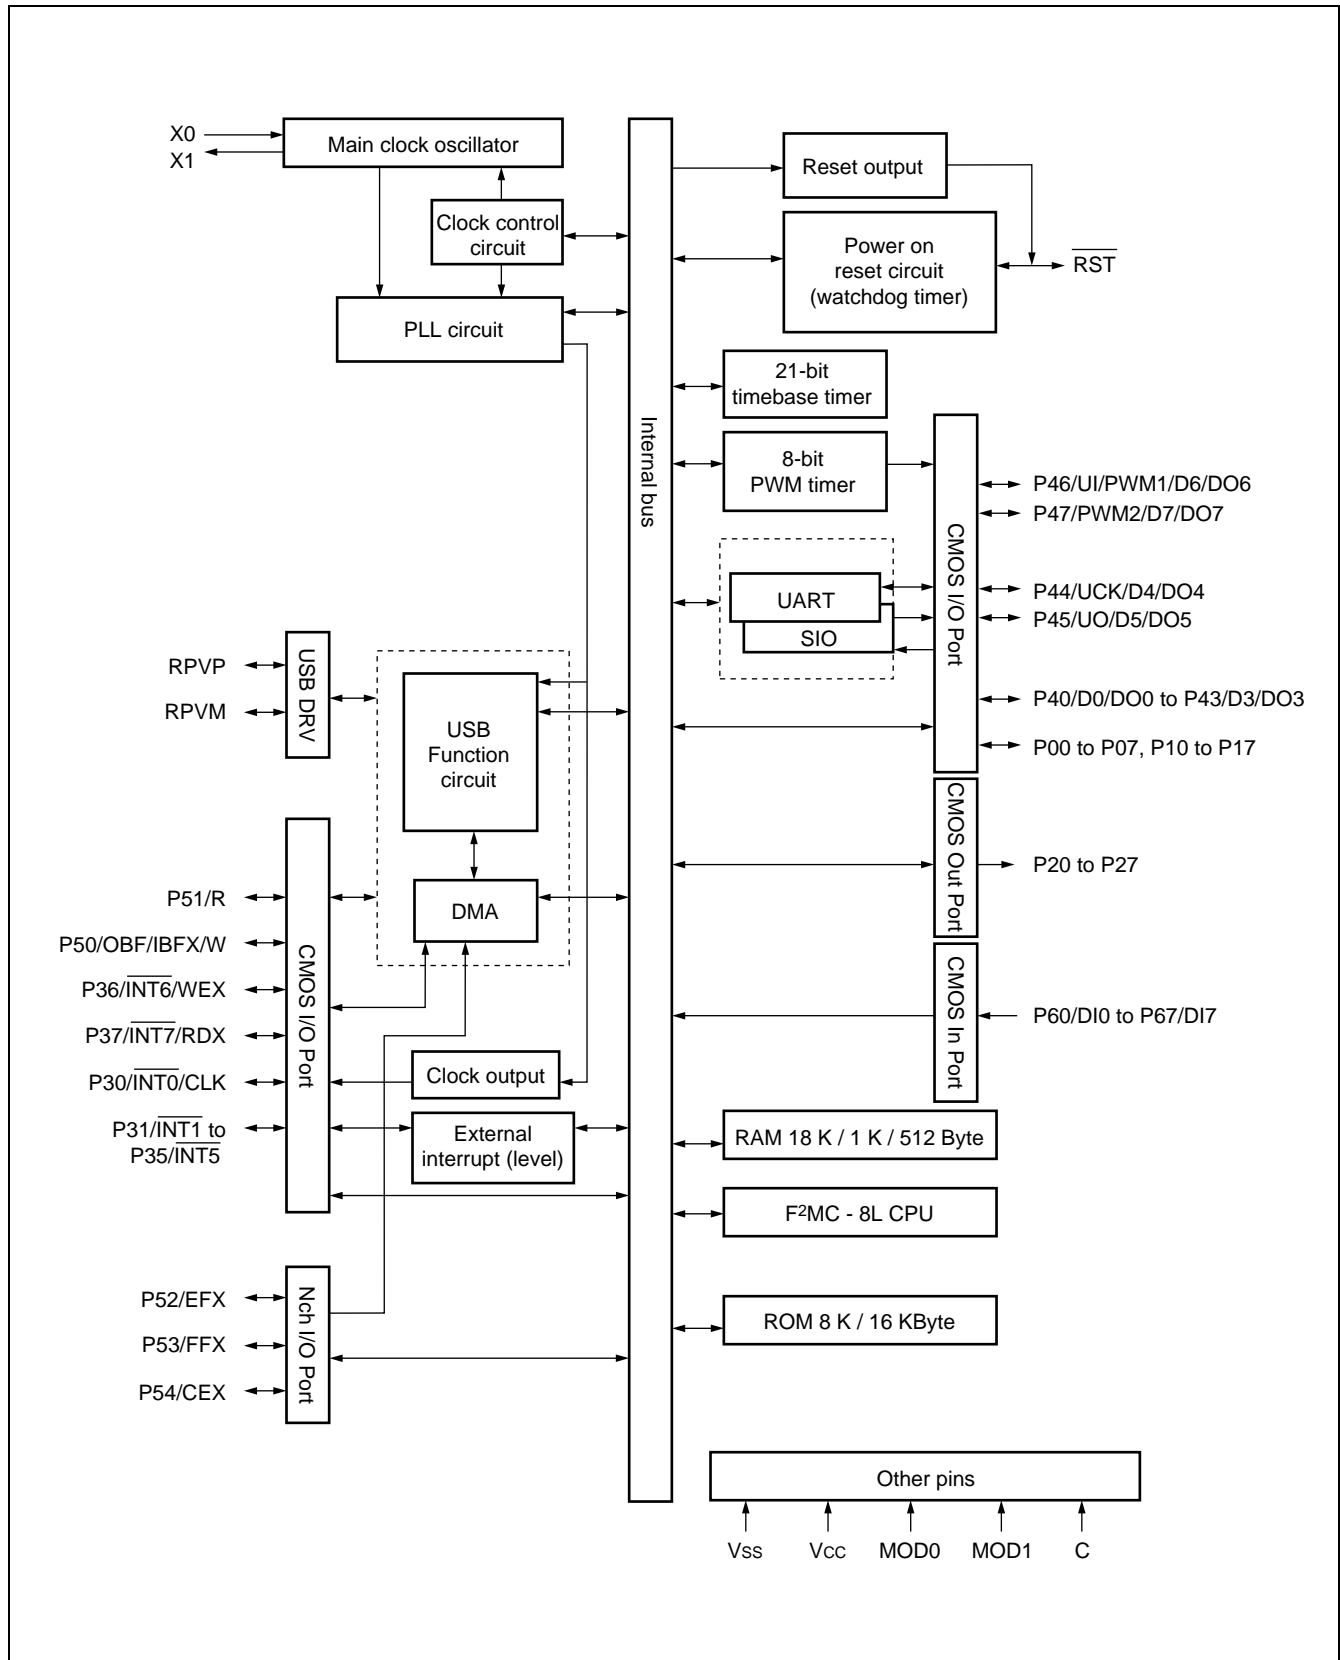 X0
X1
Main clock oscillator
Clock control
circuit
PLL circuit
Reset output
Power on
reset circuit
(watchdog timer)
RST
21-bit
timebase timer
8-bit
PWM timer
Internal bus
UART
SIO
CMOS I/O Port
P46/UI/PWM1/D6/DO6
P47/PWM2/D7/DO7
P44/UCK/D4/DO4
P45/UO/D5/DO5
P40/D0/DO0 to P43/D3/DO3
P00 to P07, P10 to P17
RPVP
RPVM
USB DRV
USB
Function
circuit
DMA
CMOS Out Port
P20 to P27
CMOS In Port
P60/DI0 to P67/DI7
P51/R
P50/OBF/IBFX/W
P36/INT6/WEX
P37/INT7/RDX
P30/INT0/CLK
P31/INT1 to
P35/INT5
CMOS I/O Port
Clock output
External
interrupt (level)
RAM 18 K / 1 K / 512 Byte
F²MC - 8L CPU
ROM 8 K / 16 KByte
P52/EFX
P53/FFX
P54/CEX
Nch I/O Port
Other pins
Vss
Vcc
MOD0
MOD1
C